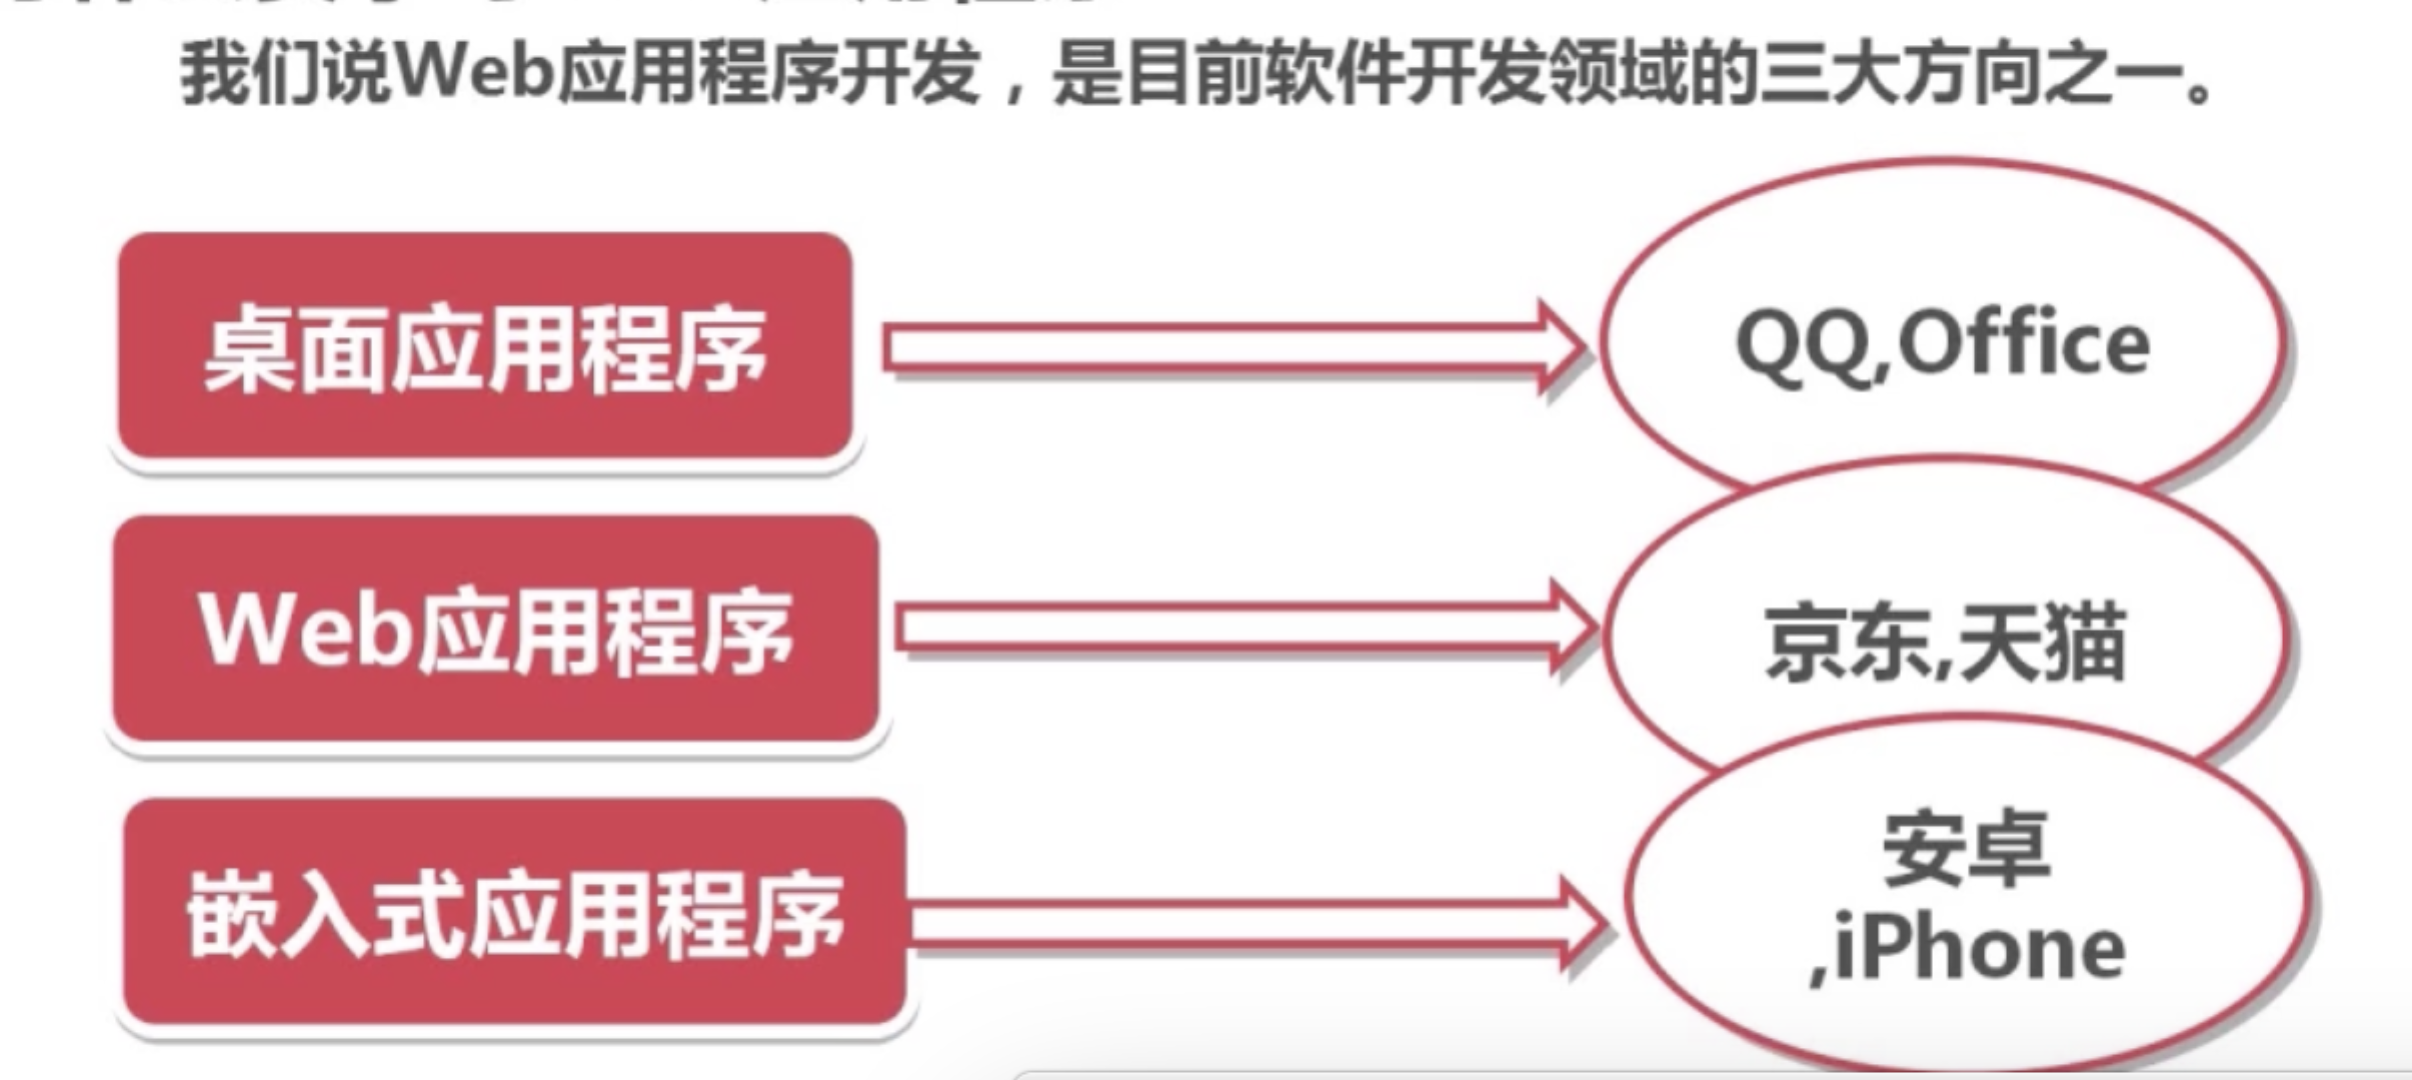 我们说Web应用程序开发，是目前软件开发领域的三大方向之一。
桌面应用程序
QQ,Office
Web应用程序
京东,天猫
嵌入式应用程序
安卓
,iPhone